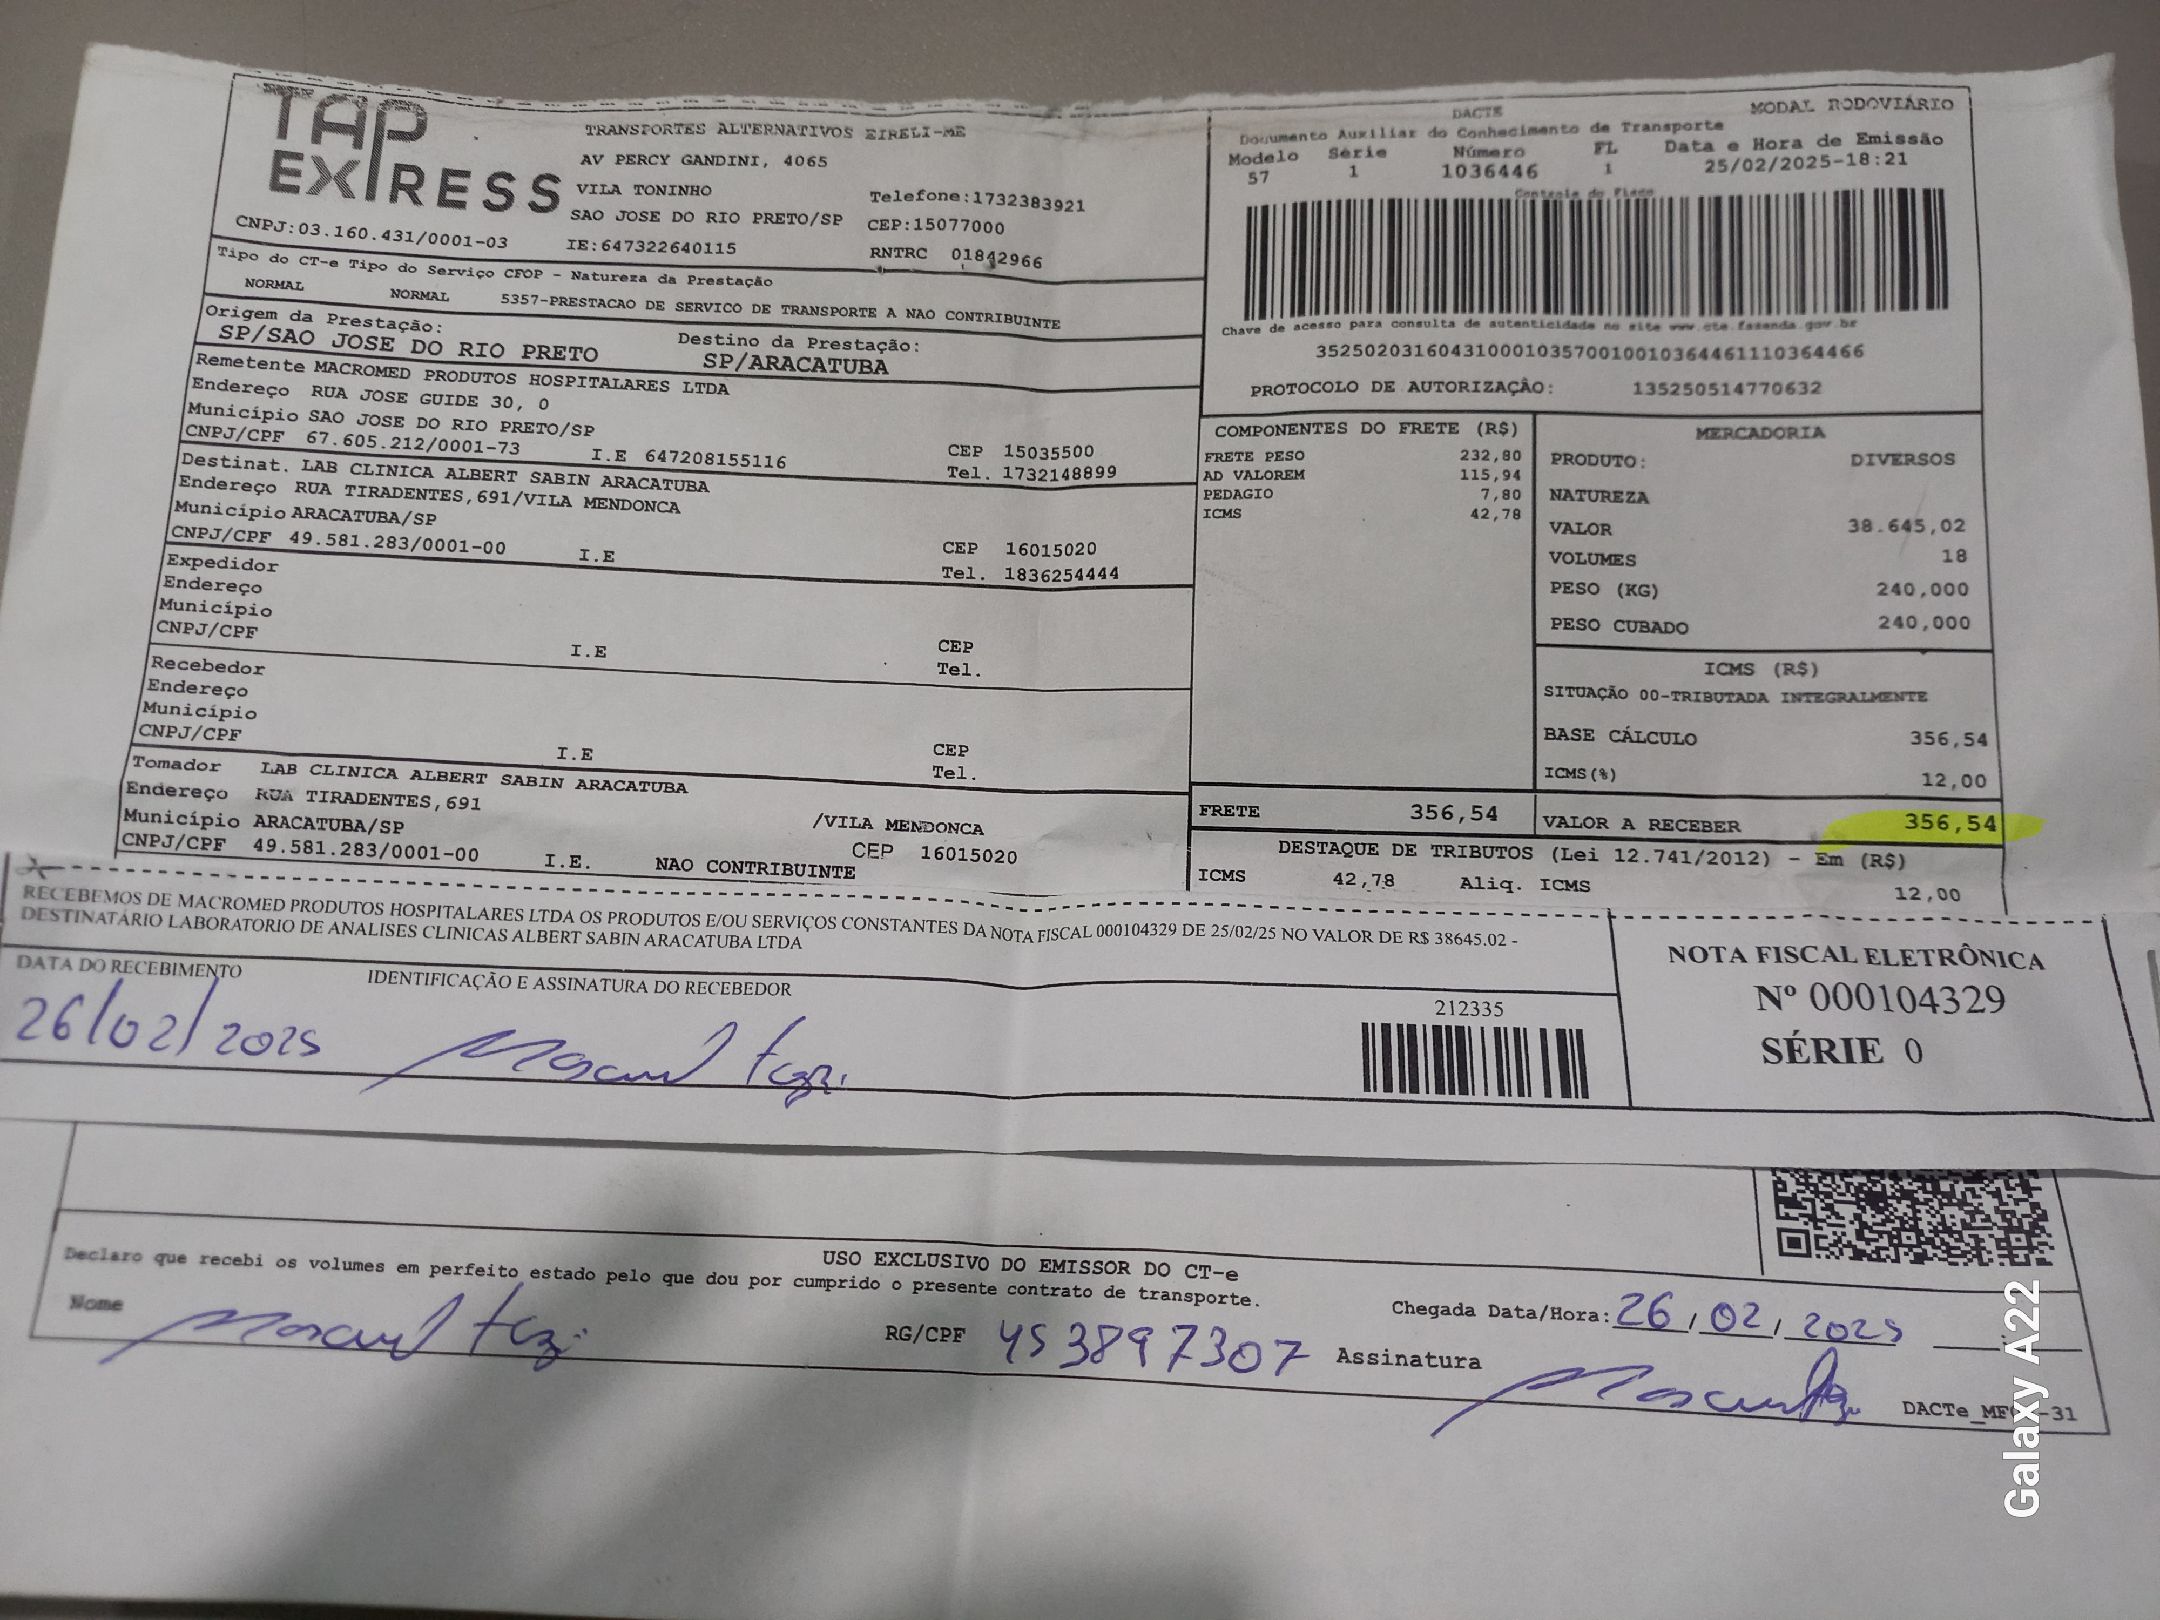 TAP EXPRESS
TRANSPORTES ALTERNATIVOS EIRELI-ME
AV PERCY GANDINI, 4065
VILA TONINHO
Telefone:1732383921
SAO JOSE DO RIO PRETO/SP CEP:15077000
CNPJ:03.160.431/0001-03 IE:647322640115 RNTRC 01842966
Tipo do CT-e Tipo do Serviço CFOP - Natureza da Prestação
NORMAL NORMAL 5357-PRESTACAO DE SERVICO DE TRANSPORTE A NAO CONTRIBUINTE
Origem da Prestação: Destino da Prestação:
SP/SAO JOSE DO RIO PRETO SP/ARACATUBA
Remetente MACROMED PRODUTOS HOSPITALARES LTDA
Endereço RUA JOSE GUIDE 30, 0
Município SAO JOSE DO RIO PRETO/SP CEP 15035500
CNPJ/CPF 67.605.212/0001-73 I.E 647208155116 Tel. 1732148899
Destinat. LAB CLINICA ALBERT SABIN ARACATUBA
Endereço RUA TIRADENTES,691/VILA MENDONCA
Município ARACATUBA/SP CEP 16015020
CNPJ/CPF 49.581.283/0001-00 I.E Tel. 1836254444
Expedidor
Endereço
Município CEP
CNPJ/CPF I.E Tel.
Recebedor
Endereço
Município CEP
CNPJ/CPF I.E Tel.
Tomador LAB CLINICA ALBERT SABIN ARACATUBA
Endereço RUA TIRADENTES,691 /VILA MENDONCA
Município ARACATUBA/SP CEP 16015020
CNPJ/CPF 49.581.283/0001-00 I.E. NAO CONTRIBUINTE
DACTE MODAL RODOVIÁRIO
Documento Auxiliar do Conhecimento de Transporte
Modelo Série Número FL Data e Hora de Emissão
57 1 1036446 1 25/02/2025-18:21
Controle do Fisco
Chave de acesso para consulta de autenticidade no site www.cte.fazenda.gov.br
35250203160431000103570010010364461110364466
PROTOCOLO DE AUTORIZAÇÃO: 135250514770632
COMPONENTES DO FRETE (R$)
FRETE PESO 232,80
AD VALOREM 115,94
PEDAGIO 7,80
ICMS 42,78
MERCADORIA
PRODUTO: DIVERSOS
NATUREZA
VALOR 38.645,02
VOLUMES 18
PESO (KG) 240,000
PESO CUBADO 240,000
ICMS (R$)
SITUAÇÃO 00-TRIBUTADA INTEGRALMENTE
BASE CÁLCULO 356,54
ICMS(%) 12,00
FRETE 356,54 VALOR A RECEBER 356,54
DESTAQUE DE TRIBUTOS (Lei 12.741/2012) - Em (R$)
ICMS 42,78 Aliq. ICMS 12,00
RECEBEMOS DE MACROMED PRODUTOS HOSPITALARES LTDA OS PRODUTOS E/OU SERVIÇOS CONSTANTES DA NOTA FISCAL 000104329 DE 25/02/25 NO VALOR DE R$ 38645.02 -
DESTINATÁRIO LABORATORIO DE ANALISES CLINICAS ALBERT SABIN ARACATUBA LTDA
DATA DO RECEBIMENTO IDENTIFICAÇÃO E ASSINATURA DO RECEBEDOR
26/02/2025
212335
NOTA FISCAL ELETRÔNICA
Nº 000104329
SÉRIE 0
USO EXCLUSIVO DO EMISSOR DO CT-e
Declaro que recebi os volumes em perfeito estado pelo que dou por cumprido o presente contrato de transporte.
Nome RG/CPF 453897307 Chegada Data/Hora: 26/02/2025
Assinatura
31
Galaxy A22